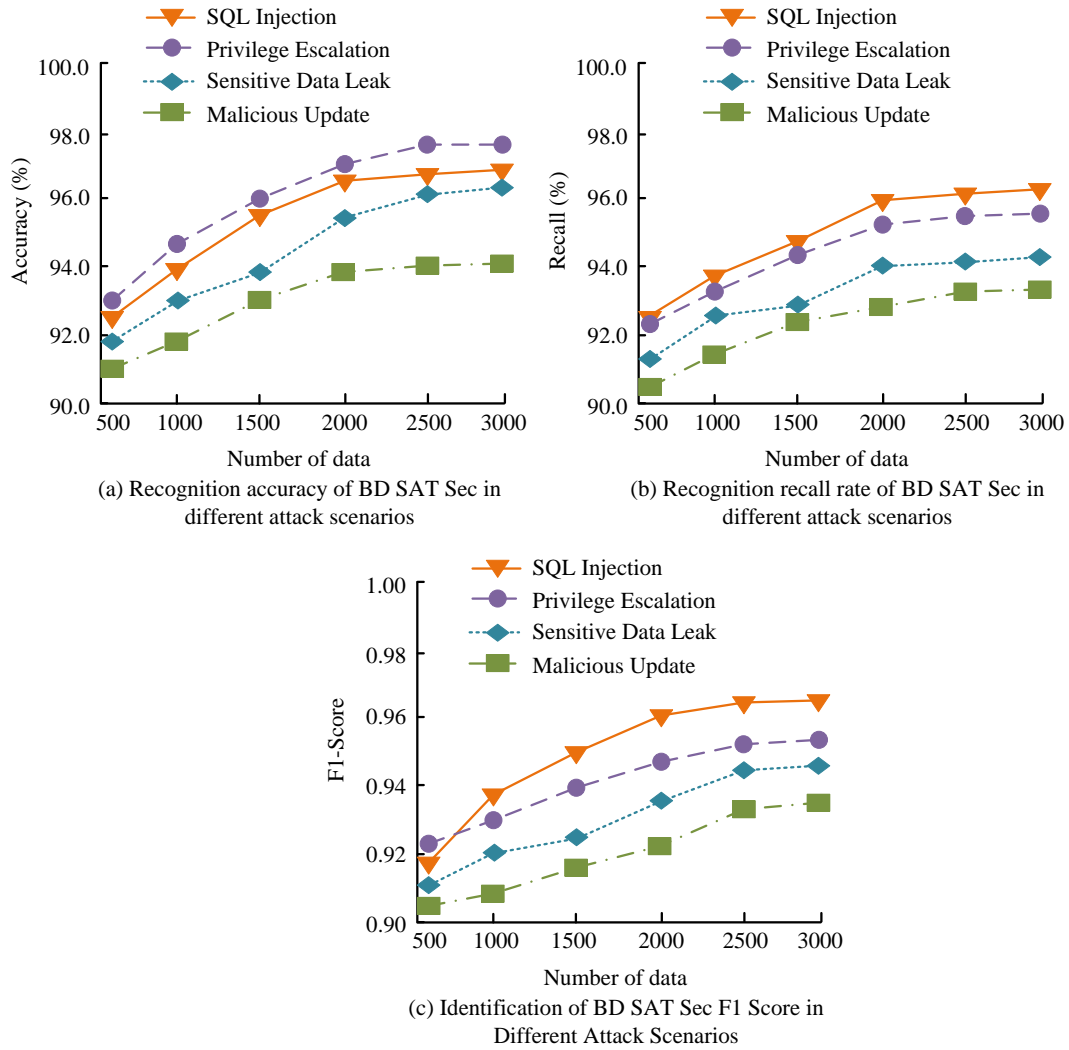 SQL Injection
Privilege Escalation
Sensitive Data Leak
Malicious Update
100.0
98.0
96.0
94.0
92.0
90.0
Accuracy (%)
500 1000 1500 2000 2500 3000
Number of data
(a) Recognition accuracy of BD SAT Sec in
different attack scenarios
SQL Injection
Privilege Escalation
Sensitive Data Leak
Malicious Update
100.0
98.0
96.0
94.0
92.0
90.0
Recall (%)
500 1000 1500 2000 2500 3000
Number of data
(b) Recognition recall rate of BD SAT Sec in
different attack scenarios
SQL Injection
Privilege Escalation
Sensitive Data Leak
Malicious Update
1.00
0.98
0.96
0.94
0.92
0.90
F1-Score
500 1000 1500 2000 2500 3000
Number of data
(c) Identification of BD SAT Sec F1 Score in
Different Attack Scenarios